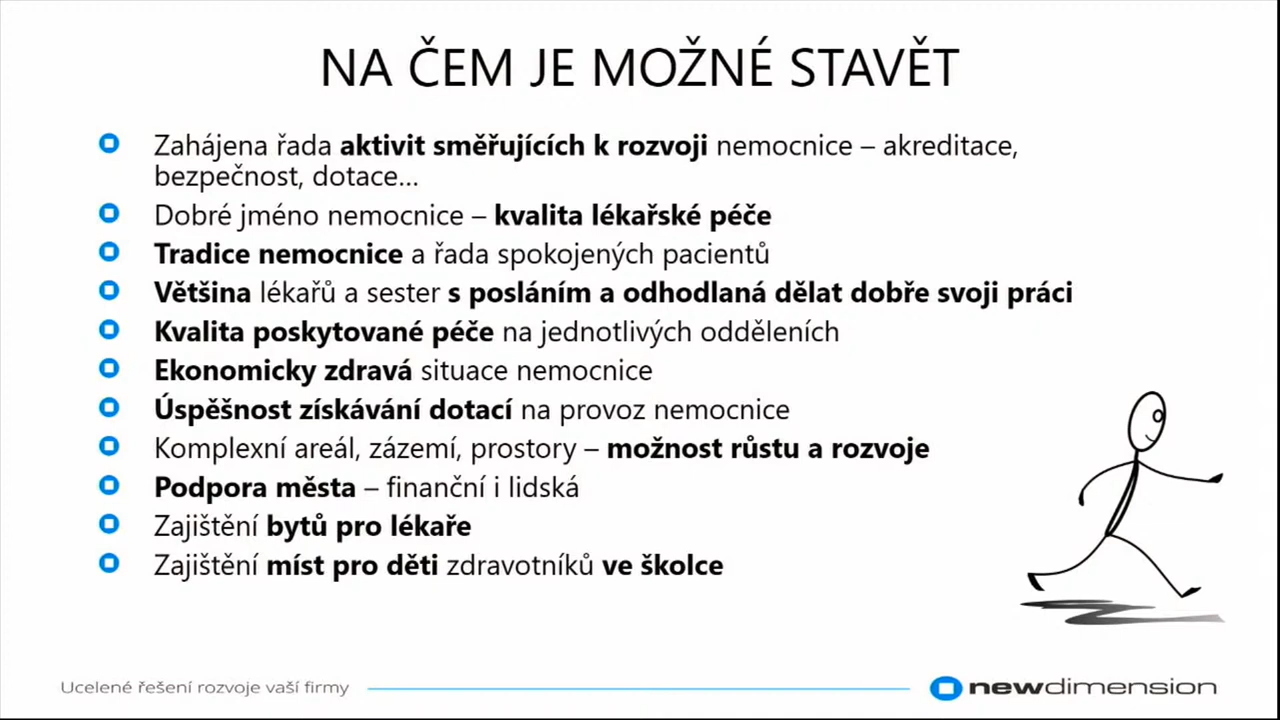 NA ČEM JE MOŽNÉ STAVĚT
Zahájena řada aktivit směřujících k rozvoji nemocnice – akreditace,
bezpečnost, dotace...
Dobré jméno nemocnice – kvalita lékařské péče
Tradice nemocnice a řada spokojených pacientů
Většina lékařů a sester s posláním a odhodlaná dělat dobře svoji práci
Kvalita poskytované péče na jednotlivých odděleních
Ekonomicky zdravá situace nemocnice
Úspěšnost získávání dotací na provoz nemocnice
Komplexní areál, zázemí, prostory – možnost růstu a rozvoje
Podpora města – finanční i lidská
Zajištění bytů pro lékaře
Zajištění míst pro děti zdravotníků ve školce
Ucelené řešení rozvoje vaší firmy
newdimension